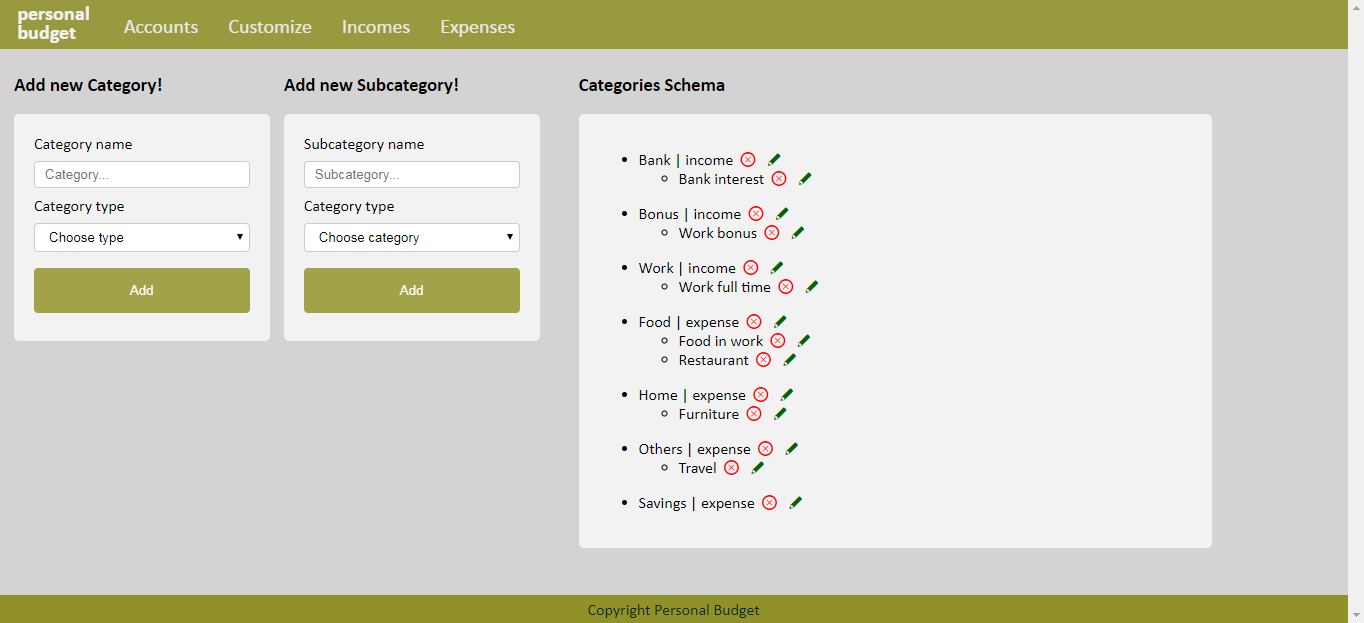 personal
budget
Accounts
Customize
Incomes
Expenses
Add new Category!
Category name
Category...
Category type
Choose type
Add
Add new Subcategory!
Subcategory name
Subcategory...
Category type
Choose category
Add
Categories Schema
Bank | income
Bank interest
Bonus | income
Work bonus
Work | income
Work full time
Food | expense
Food in work
Restaurant
Home | expense
Furniture
Others | expense
Travel
Savings | expense
Copyright Personal Budget